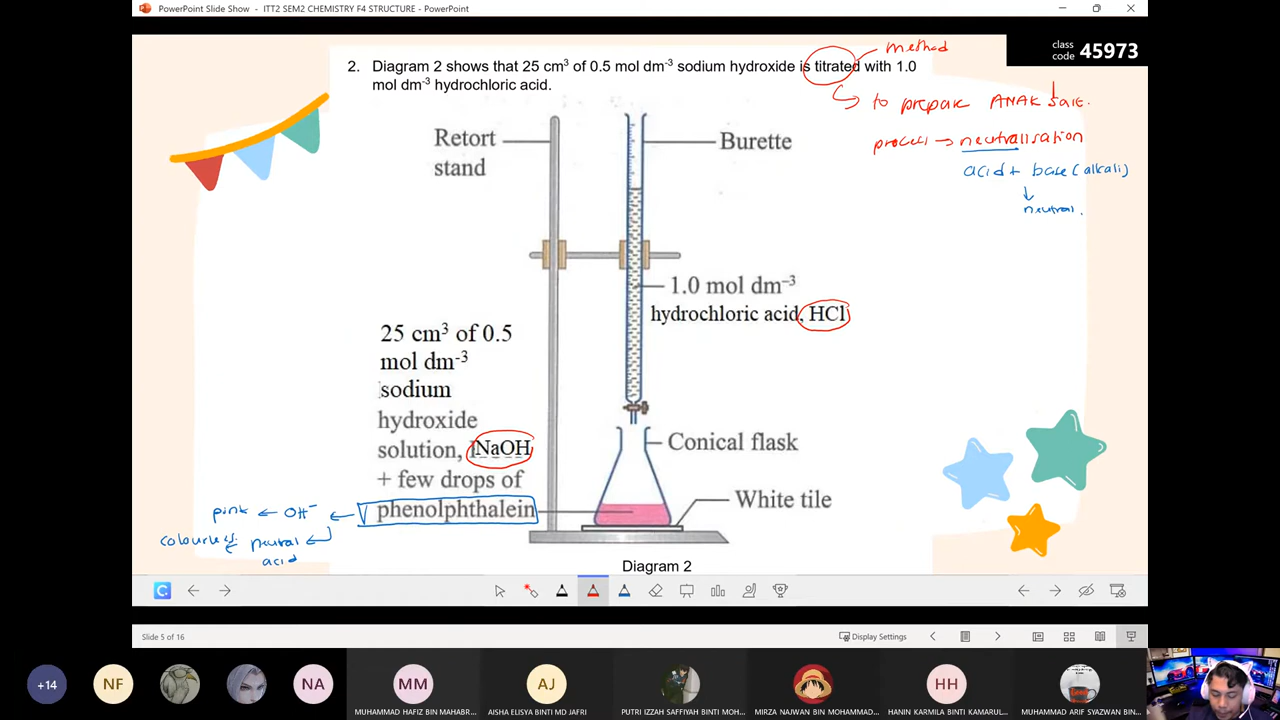 PowerPoint Slide Show - ITT2 SEM2 CHEMISTRY F4 STRUCTURE - PowerPoint
class code 45973
2. Diagram 2 shows that 25 cm³ of 0.5 mol dm⁻³ sodium hydroxide is titrated with 1.0
mol dm⁻³ hydrochloric acid.
method
to prepare ANAK salt.
process → neutralisation
acid + base (alkali)
↓
neutral.
Retort
stand
Burette
1.0 mol dm⁻³
hydrochloric acid, HCl
25 cm³ of 0.5
mol dm⁻³
sodium
hydroxide
solution, NaOH
+ few drops of
phenolphthalein
pink ← OH⁻ ←
colourless ← neutral ←
acid
Conical flask
White tile
Diagram 2
Slide 5 of 16
Display Settings
+14
NF
NA
MM
AJ
HH
MUHAMMAD HAFIZ BIN MAHABR...
AISHA ELISYA BINTI MD JAFRI
PUTRI IZZAH SAFFIYAH BINTI MOH...
MIRZA NAJWAN BIN MOHAMMAD...
HANIN KARMILA BINTI KAMARUL...
MUHAMMAD ARIF SYAZWAN BIN...